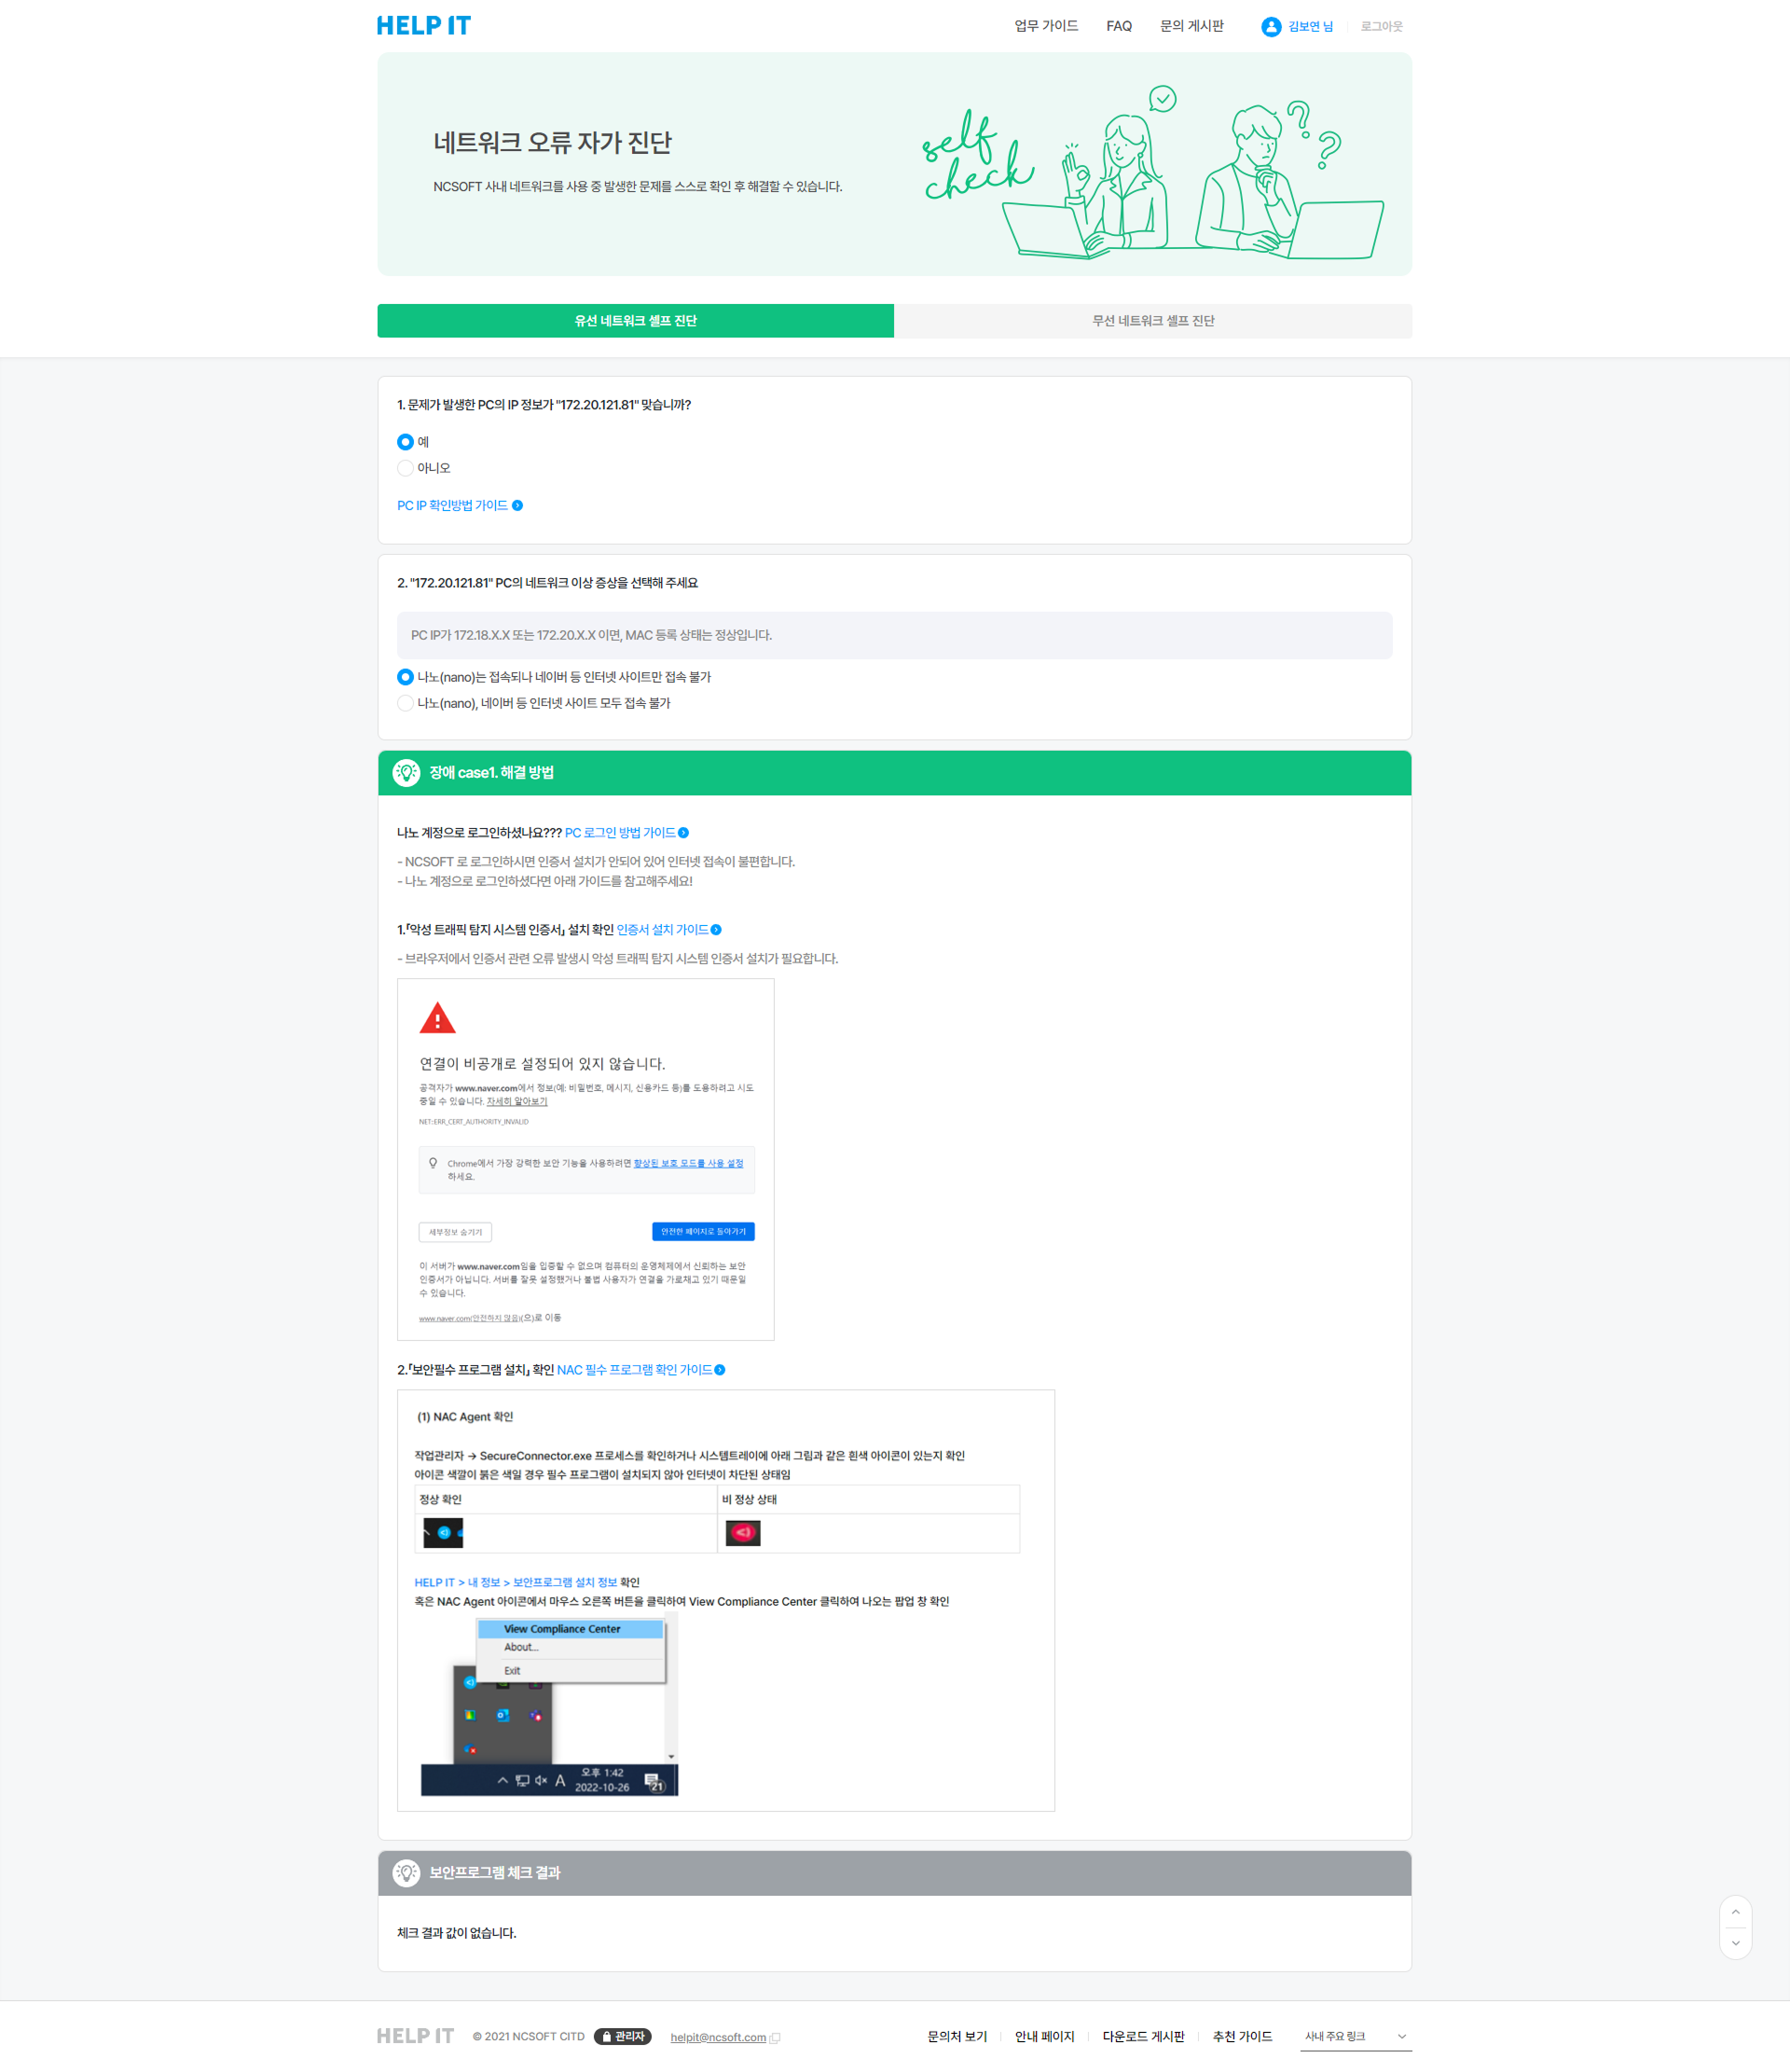 HELP IT
업무 가이드 FAQ 문의 게시판 김보연 님 로그아웃
네트워크 오류 자가 진단
NCSOFT 사내 네트워크를 사용 중 발생한 문제를 스스로 확인 후 해결할 수 있습니다.
self
check
유선 네트워크 셀프 진단 무선 네트워크 셀프 진단
1. 문제가 발생한 PC의 IP 정보가 "172.20.121.81" 맞습니까?
예
아니오
PC IP 확인방법 가이드
2. "172.20.121.81" PC의 네트워크 이상 증상을 선택해 주세요
PC IP가 172.18.X.X 또는 172.20.X.X 이면, MAC 등록 상태는 정상입니다.
나노(nano)는 접속되나 네이버 등 인터넷 사이트만 접속 불가
나노(nano), 네이버 등 인터넷 사이트 모두 접속 불가
장애 case1. 해결 방법
나노 계정으로 로그인하셨나요??? PC 로그인 방법 가이드
- NCSOFT 로 로그인하시면 인증서 설치가 안되어 있어 인터넷 접속이 불편합니다.
- 나노 계정으로 로그인하셨다면 아래 가이드를 참고해주세요!
1.「악성 트래픽 탐지 시스템 인증서」 설치 확인 인증서 설치 가이드
- 브라우저에서 인증서 관련 오류 발생시 악성 트래픽 탐지 시스템 인증서 설치가 필요합니다.
연결이 비공개로 설정되어 있지 않습니다.
공격자가 www.naver.com에서 정보(예: 비밀번호, 메시지, 신용카드 등)를 도용하려고 시도
중일 수 있습니다. 자세히 알아보기
NET::ERR_CERT_AUTHORITY_INVALID
Chrome에서 가장 강력한 보안 기능을 사용하려면 향상된 보호 모드를 사용 설정
하세요.
세부정보 숨기기 안전한 페이지로 돌아가기
이 서버가 www.naver.com임을 입증할 수 없으며 컴퓨터의 운영체제에서 신뢰하는 보안
인증서가 아닙니다. 서버를 잘못 설정했거나 불법 사용자가 연결을 가로채고 있기 때문일
수 있습니다.
www.naver.com(안전하지 않음)(으)로 이동
2.「보안필수 프로그램 설치」 확인 NAC 필수 프로그램 확인 가이드
(1) NAC Agent 확인
작업관리자 → SecureConnector.exe 프로세스를 확인하거나 시스템트레이에 아래 그림과 같은 흰색 아이콘이 있는지 확인
아이콘 색깔이 붉은 색일 경우 필수 프로그램이 설치되지 않아 인터넷이 차단된 상태임
정상 확인 비 정상 상태
HELP IT > 내 정보 > 보안프로그램 설치 정보 확인
혹은 NAC Agent 아이콘에서 마우스 오른쪽 버튼을 클릭하여 View Compliance Center 클릭하여 나오는 팝업 창 확인
View Compliance Center
About...
Exit
A 오후 1:42
2022-10-26 21
보안프로그램 체크 결과
체크 결과 값이 없습니다.
HELP IT © 2021 NCSOFT CITD 관리자 helpit@ncsoft.com 문의처 보기 안내 페이지 다운로드 게시판 추천 가이드 사내 주요 링크